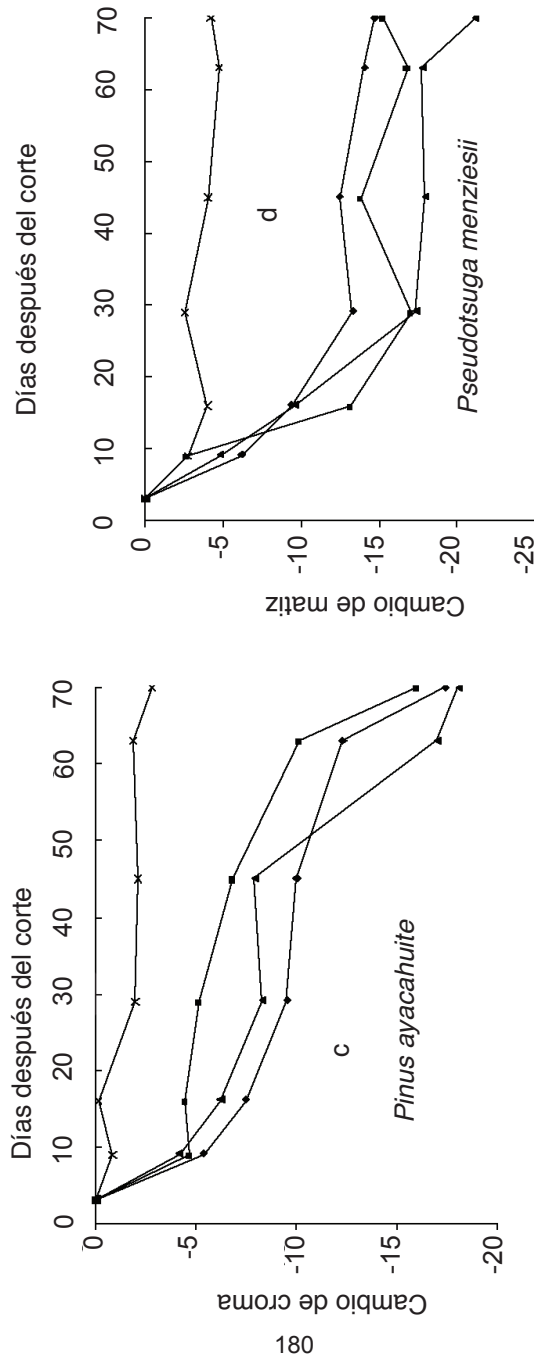 Días después del corte
0 10 20 30 40 50 60 70
0
-5
-10
-15
-20
Cambio de croma
c
Pinus ayacahuite
Días después del corte
0 10 20 30 40 50 60 70
0
-5
-10
-15
-20
-25
Cambio de matiz
d
Pseudotsuga menziesii
180